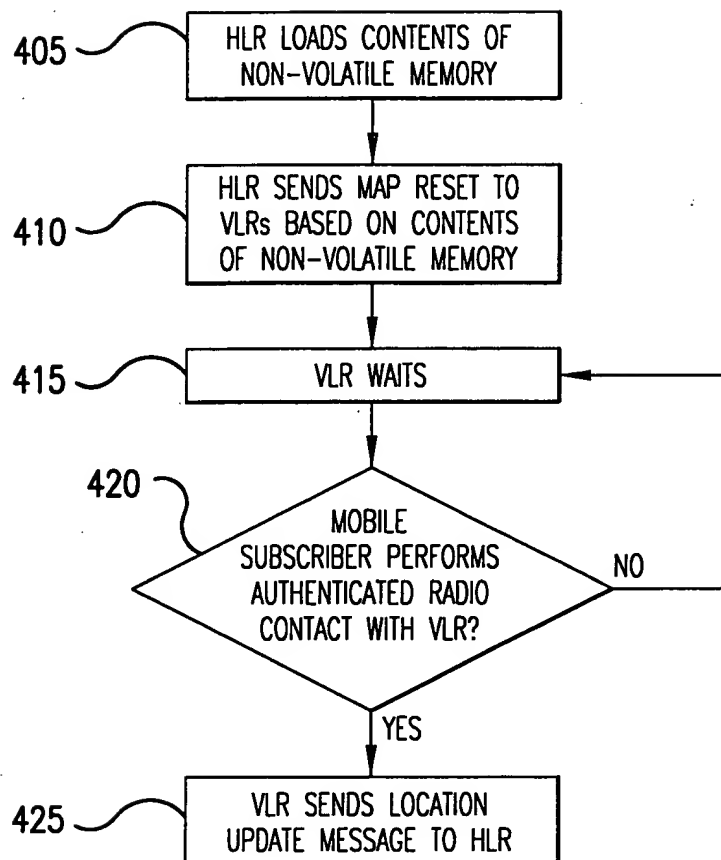 405
HLR LOADS CONTENTS OF
NON-VOLATILE MEMORY
410
HLR SENDS MAP RESET TO
VLRs BASED ON CONTENTS
OF NON-VOLATILE MEMORY
415
VLR WAITS
420
MOBILE
SUBSCRIBER PERFORMS
AUTHENTICATED RADIO
CONTACT WITH VLR?
NO
YES
425
VLR SENDS LOCATION
UPDATE MESSAGE TO HLR